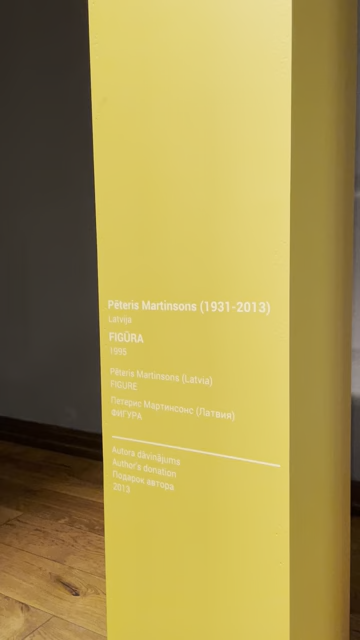 Pēteris Martinsons (1931-2013)
Latvija
FIGŪRA
1995
Pēteris Martinsons (Latvia)
FIGURE
Петерис Мартинсонс (Латвия)
фИГУРА
Autora dāvinājums
Author's donation
Подарок автора
2013